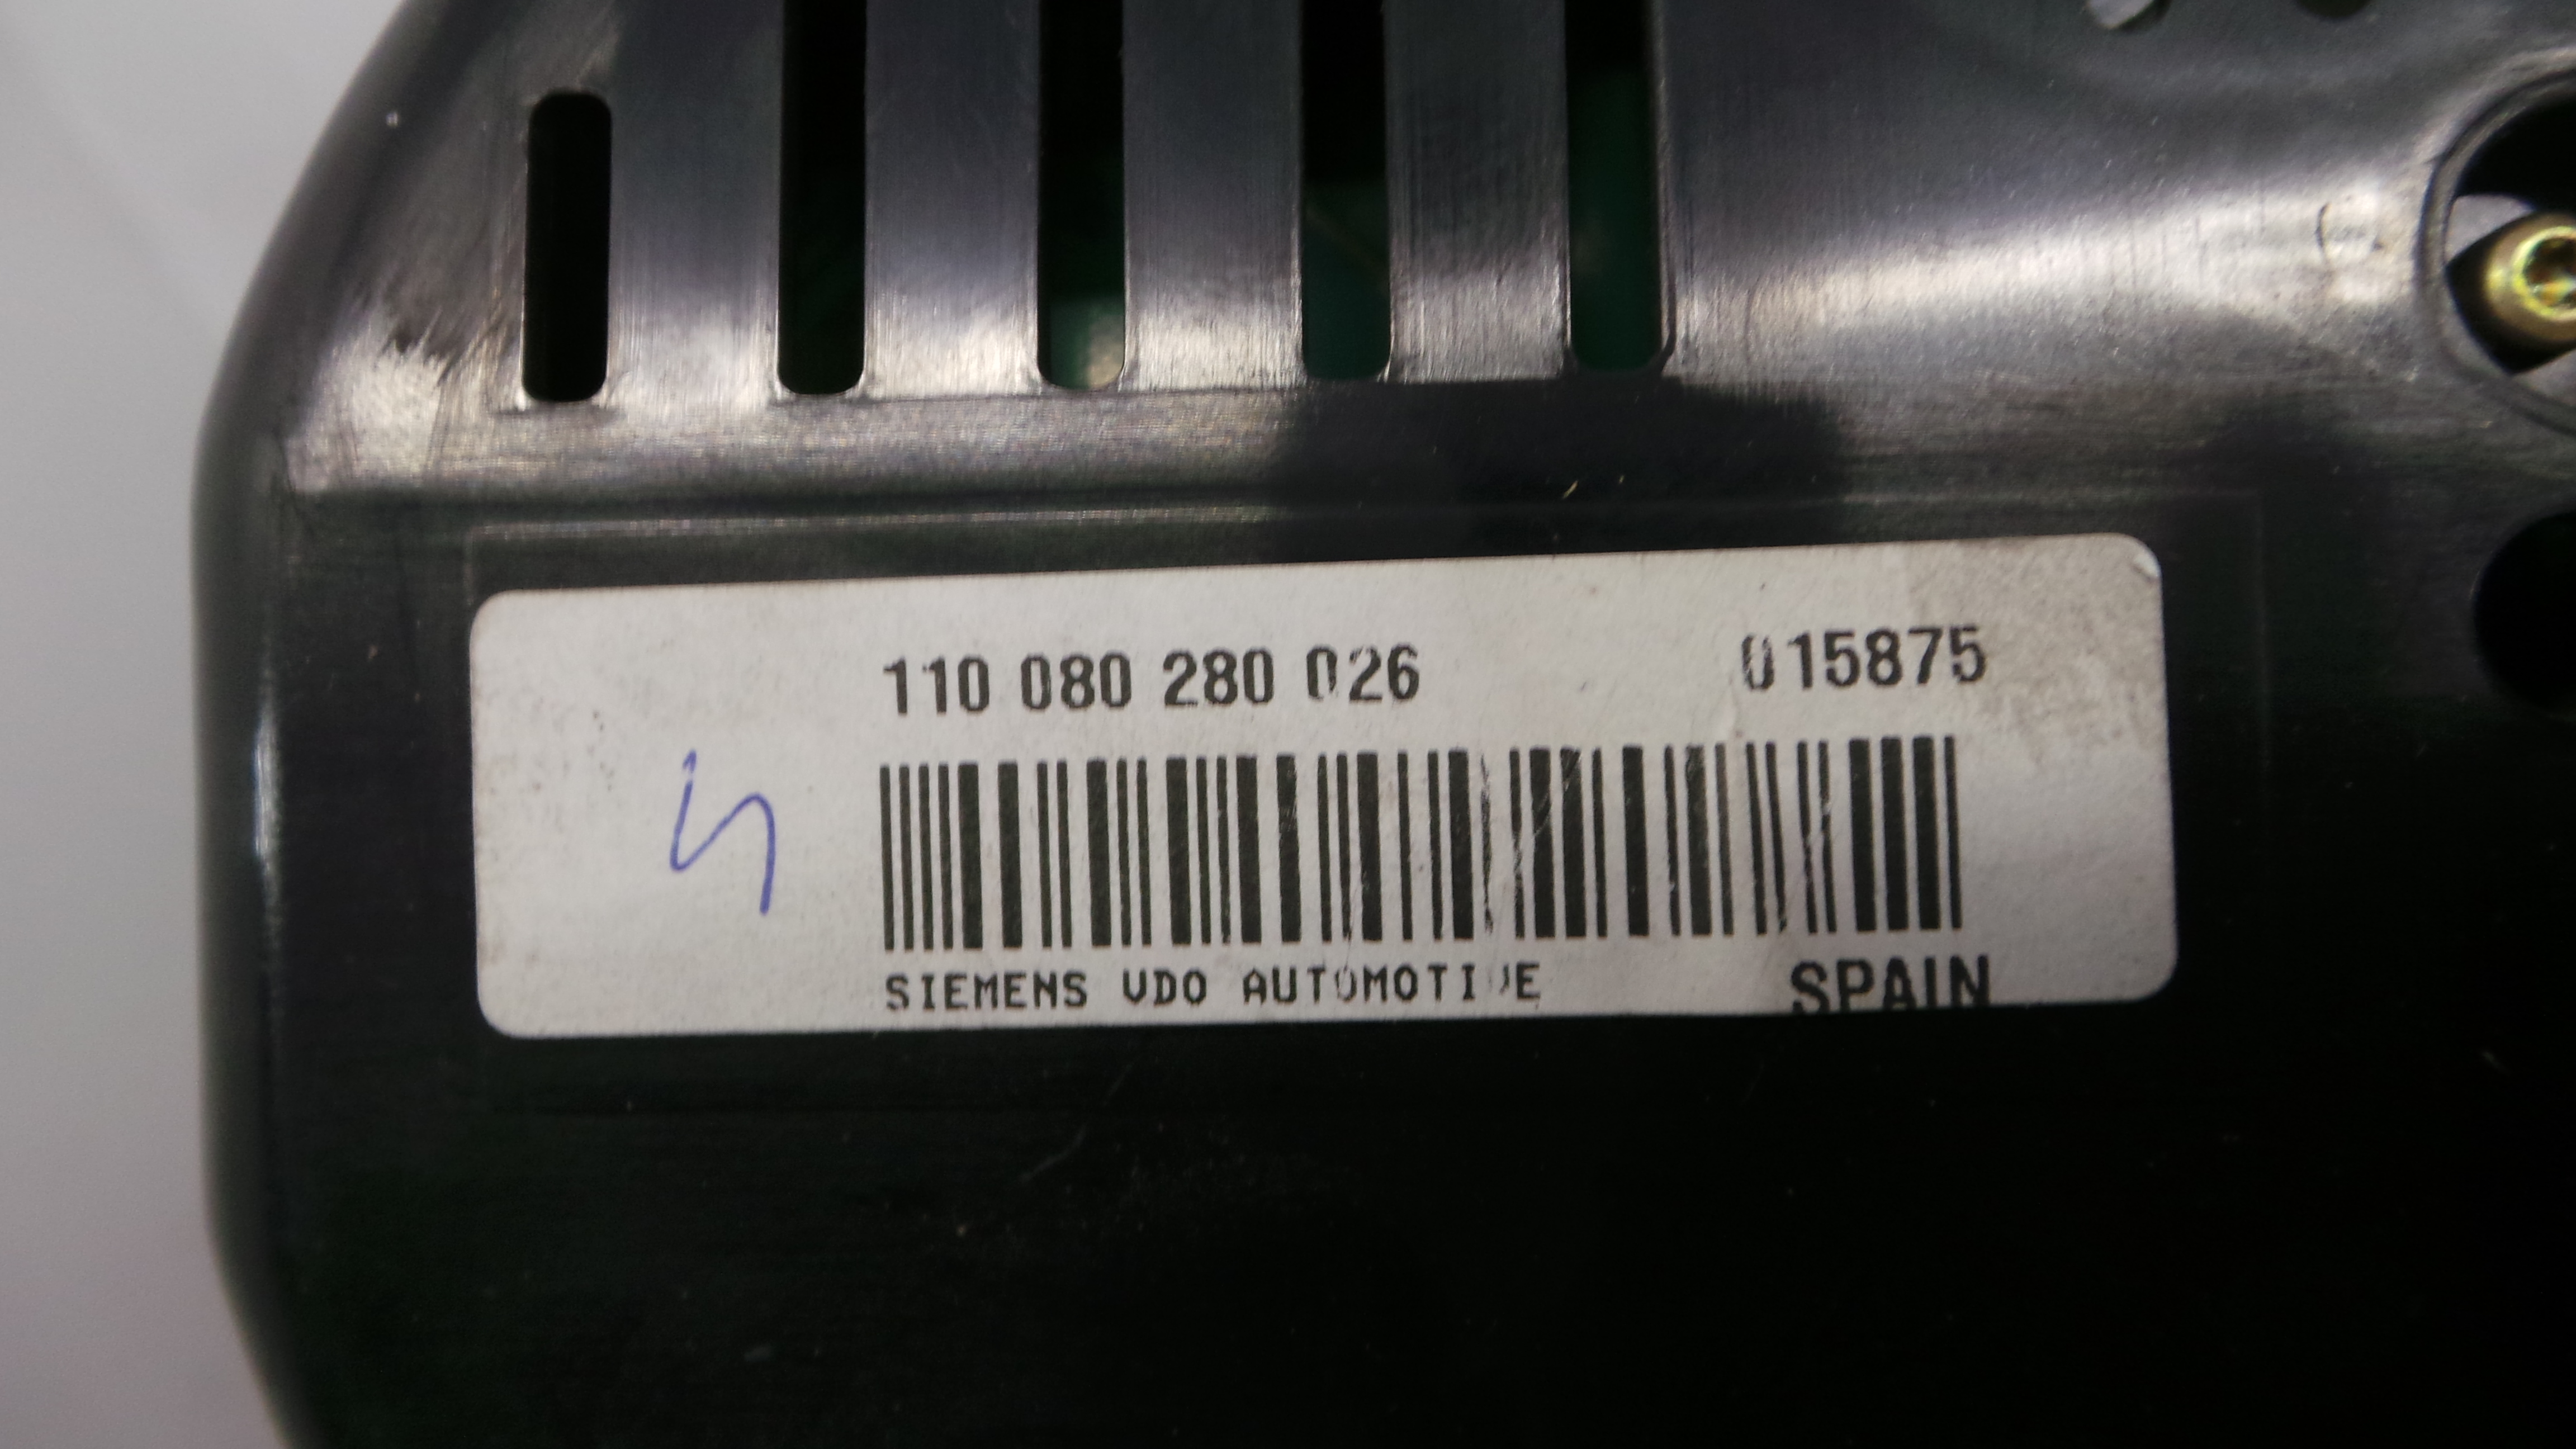 110 080 280 026 015875
SIEMENS VDO AUTOMOTIVE SPAIN